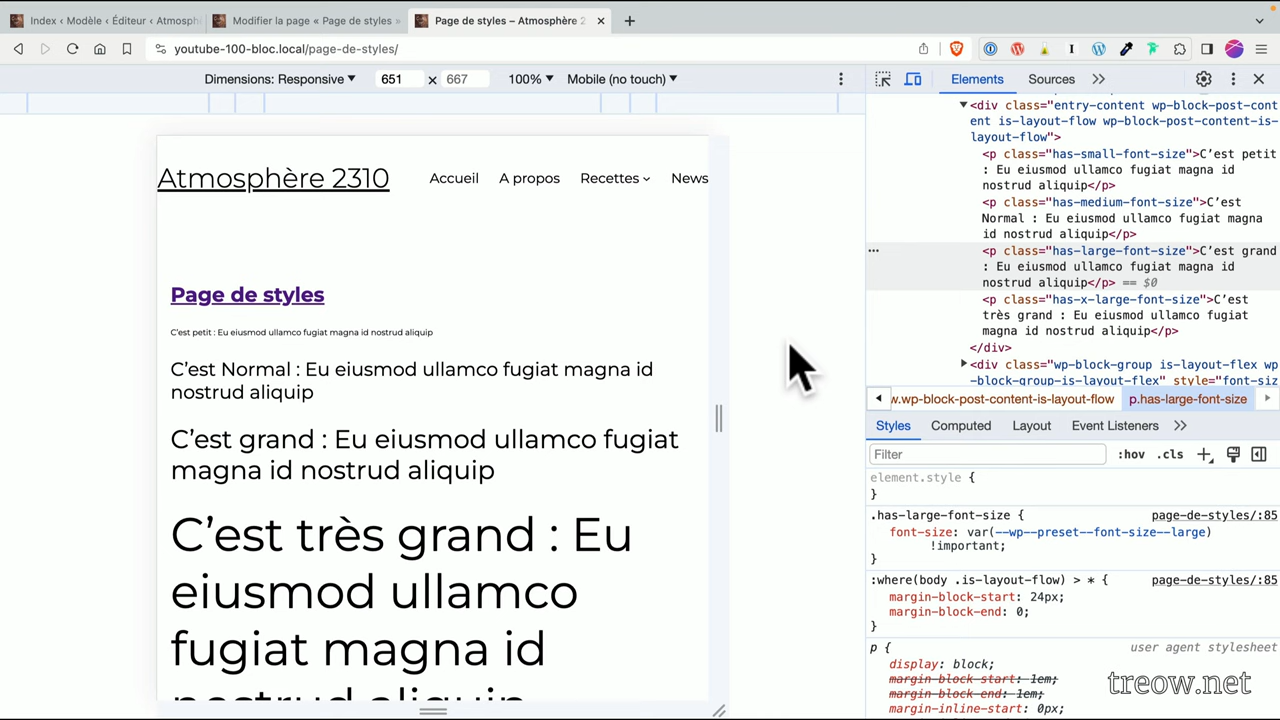 Index ‹ Modèle ‹ Éditeur ‹ Atmosph
Modifier la page « Page de styles »
Page de styles – Atmosphère 2
youtube-100-bloc.local/page-de-styles/
Dimensions: Responsive
651
667
100%
Mobile (no touch)
Elements
Sources
Atmosphère 2310
Accueil
A propos
Recettes
News
Page de styles
C’est petit : Eu eiusmod ullamco fugiat magna id nostrud aliquip
C’est Normal : Eu eiusmod ullamco fugiat magna id
nostrud aliquip
C’est grand : Eu eiusmod ullamco fugiat
magna id nostrud aliquip
C’est très grand : Eu
eiusmod ullamco
fugiat magna id
nostrud aliquip
<div class="entry-content wp-block-post-cont
ent is-layout-flow wp-block-post-content-is-
layout-flow">
<p class="has-small-font-size">C’est petit
: Eu eiusmod ullamco fugiat magna id
nostrud aliquip</p>
<p class="has-medium-font-size">C’est
Normal : Eu eiusmod ullamco fugiat magna
id nostrud aliquip</p>
<p class="has-large-font-size">C’est grand
: Eu eiusmod ullamco fugiat magna id
nostrud aliquip</p> == $0
<p class="has-x-large-font-size">C’est
très grand : Eu eiusmod ullamco fugiat
magna id nostrud aliquip</p>
</div>
<div class="wp-block-group is-layout-flex wp
-block-group-is-layout-flex" style="font-siz
w.wp-block-post-content-is-layout-flow
p.has-large-font-size
Styles
Computed
Layout
Event Listeners
Filter
:hov
.cls
element.style {
}
.has-large-font-size {
page-de-styles/:85
font-size: var(--wp--preset--font-size--large)
!important;
}
:where(body .is-layout-flow) > * {
page-de-styles/:85
margin-block-start: 24px;
margin-block-end: 0;
}
p {
user agent stylesheet
display: block;
margin-block-start: 1em;
margin-block-end: 1em;
margin-inline-start: 0px;
treow.net